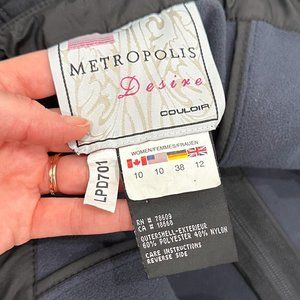 METROPOLIS
Desire
COULOIR
LPD701
WOMEN/FEMMES/FRAUEN
10 10 38 12
RN # 78609
CA # 18688
OUTERSHELL-EXTERIEUR
60% POLYESTER 40% NYLON
CARE INSTRUCTIONS
REVERSE SIDE